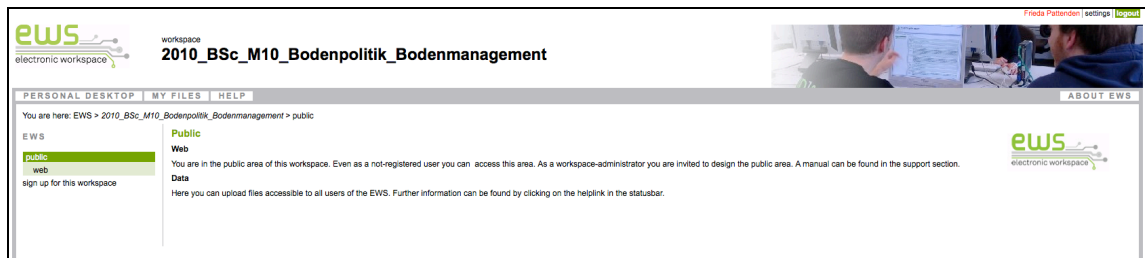 Frieda Pattenden | settings | logout
ews
electronic workspace
workspace
2010_BSc_M10_Bodenpolitik_Bodenmanagement
PERSONAL DESKTOP | MY FILES | HELP
ABOUT EWS
You are here: EWS > 2010_BSc_M10_Bodenpolitik_Bodenmanagement > public
EWS
public
web
sign up for this workspace
Public
Web
You are in the public area of this workspace. Even as a not-registered user you can access this area. As a workspace-administrator you are invited to design the public area. A manual can be found in the support section.
Data
Here you can upload files accessible to all users of the EWS. Further information can be found by clicking on the helplink in the statusbar.
ews
electronic workspace